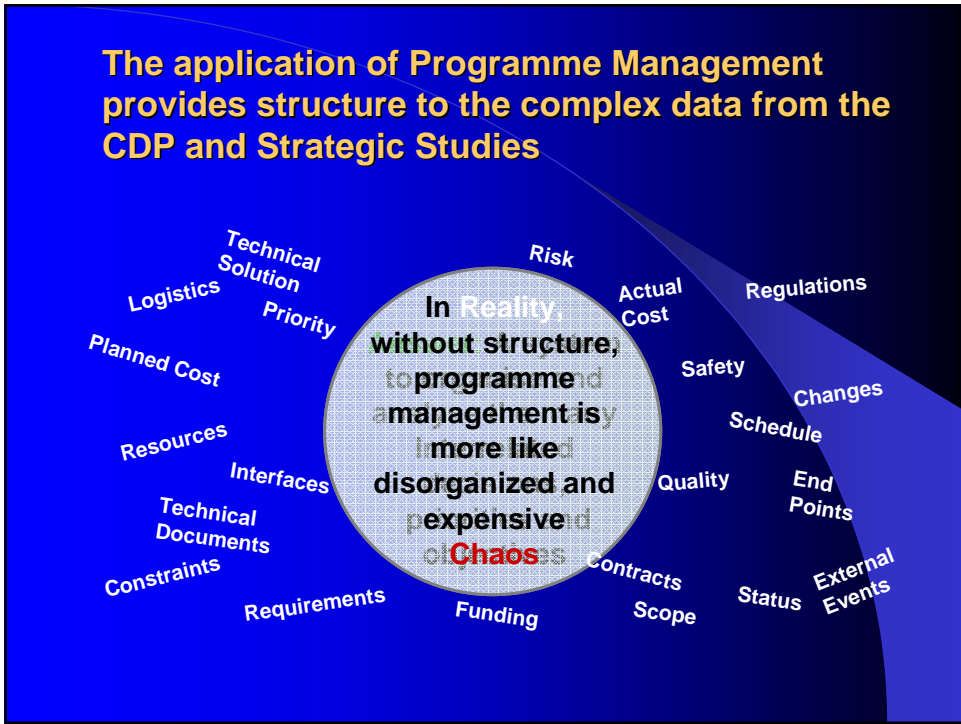 The application of Programme Management
provides structure to the complex data from the
CDP and Strategic Studies
Technical
Solution
Risk
Logistics
Priority
Actual
Cost
Regulations
Planned Cost
Safety
Changes
Resources
Schedule
Interfaces
Quality
End
Points
Technical
Documents
Constraints
Requirements
Funding
Contracts
Scope
Status
External
Events
In Reality,
without structure,
programme
management is
more like
disorganized and
expensive
Chaos